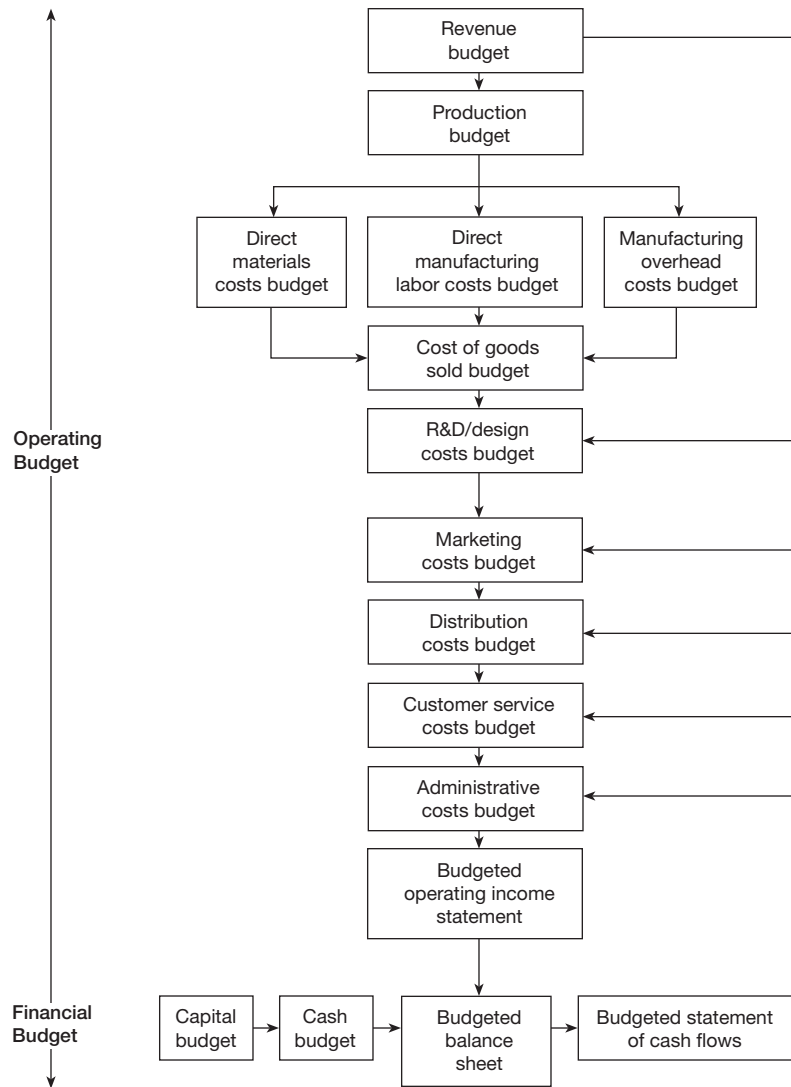 Revenue
budget
Production
budget
Direct
materials
costs budget
Direct
manufacturing
labor costs budget
Manufacturing
overhead
costs budget
Cost of goods
sold budget
Operating
Budget
R&D/design
costs budget
Marketing
costs budget
Distribution
costs budget
Customer service
costs budget
Administrative
costs budget
Budgeted
operating income
statement
Financial
Budget
Capital
budget
Cash
budget
Budgeted
balance
sheet
Budgeted statement
of cash flows